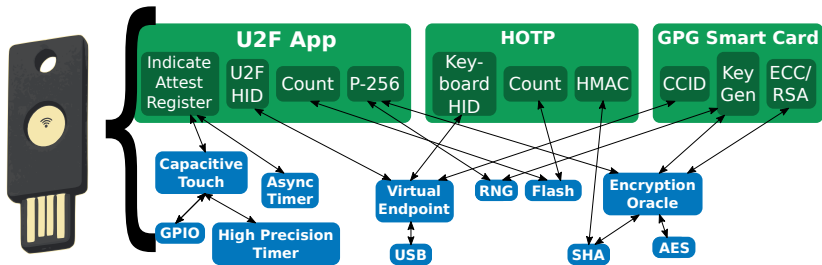 U2F App
HOTP
GPG Smart Card
Indicate
Attest
Register
U2F
HID
Count
P-256
Key-
board
HID
Count
HMAC
CCID
Key
Gen
ECC/
RSA
Capacitive
Touch
Async
Timer
Virtual
Endpoint
RNG
Flash
Encryption
Oracle
GPIO
High Precision
Timer
USB
SHA
AES